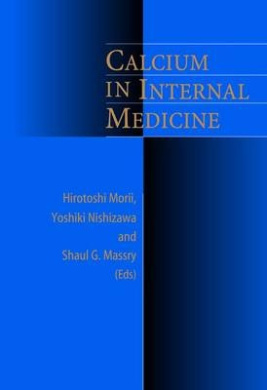 CALCIUM
IN INTERNAL
MEDICINE
Hirotoshi Morii,
Yoshiki Nishizawa
and
Shaul G. Massry
(Eds)